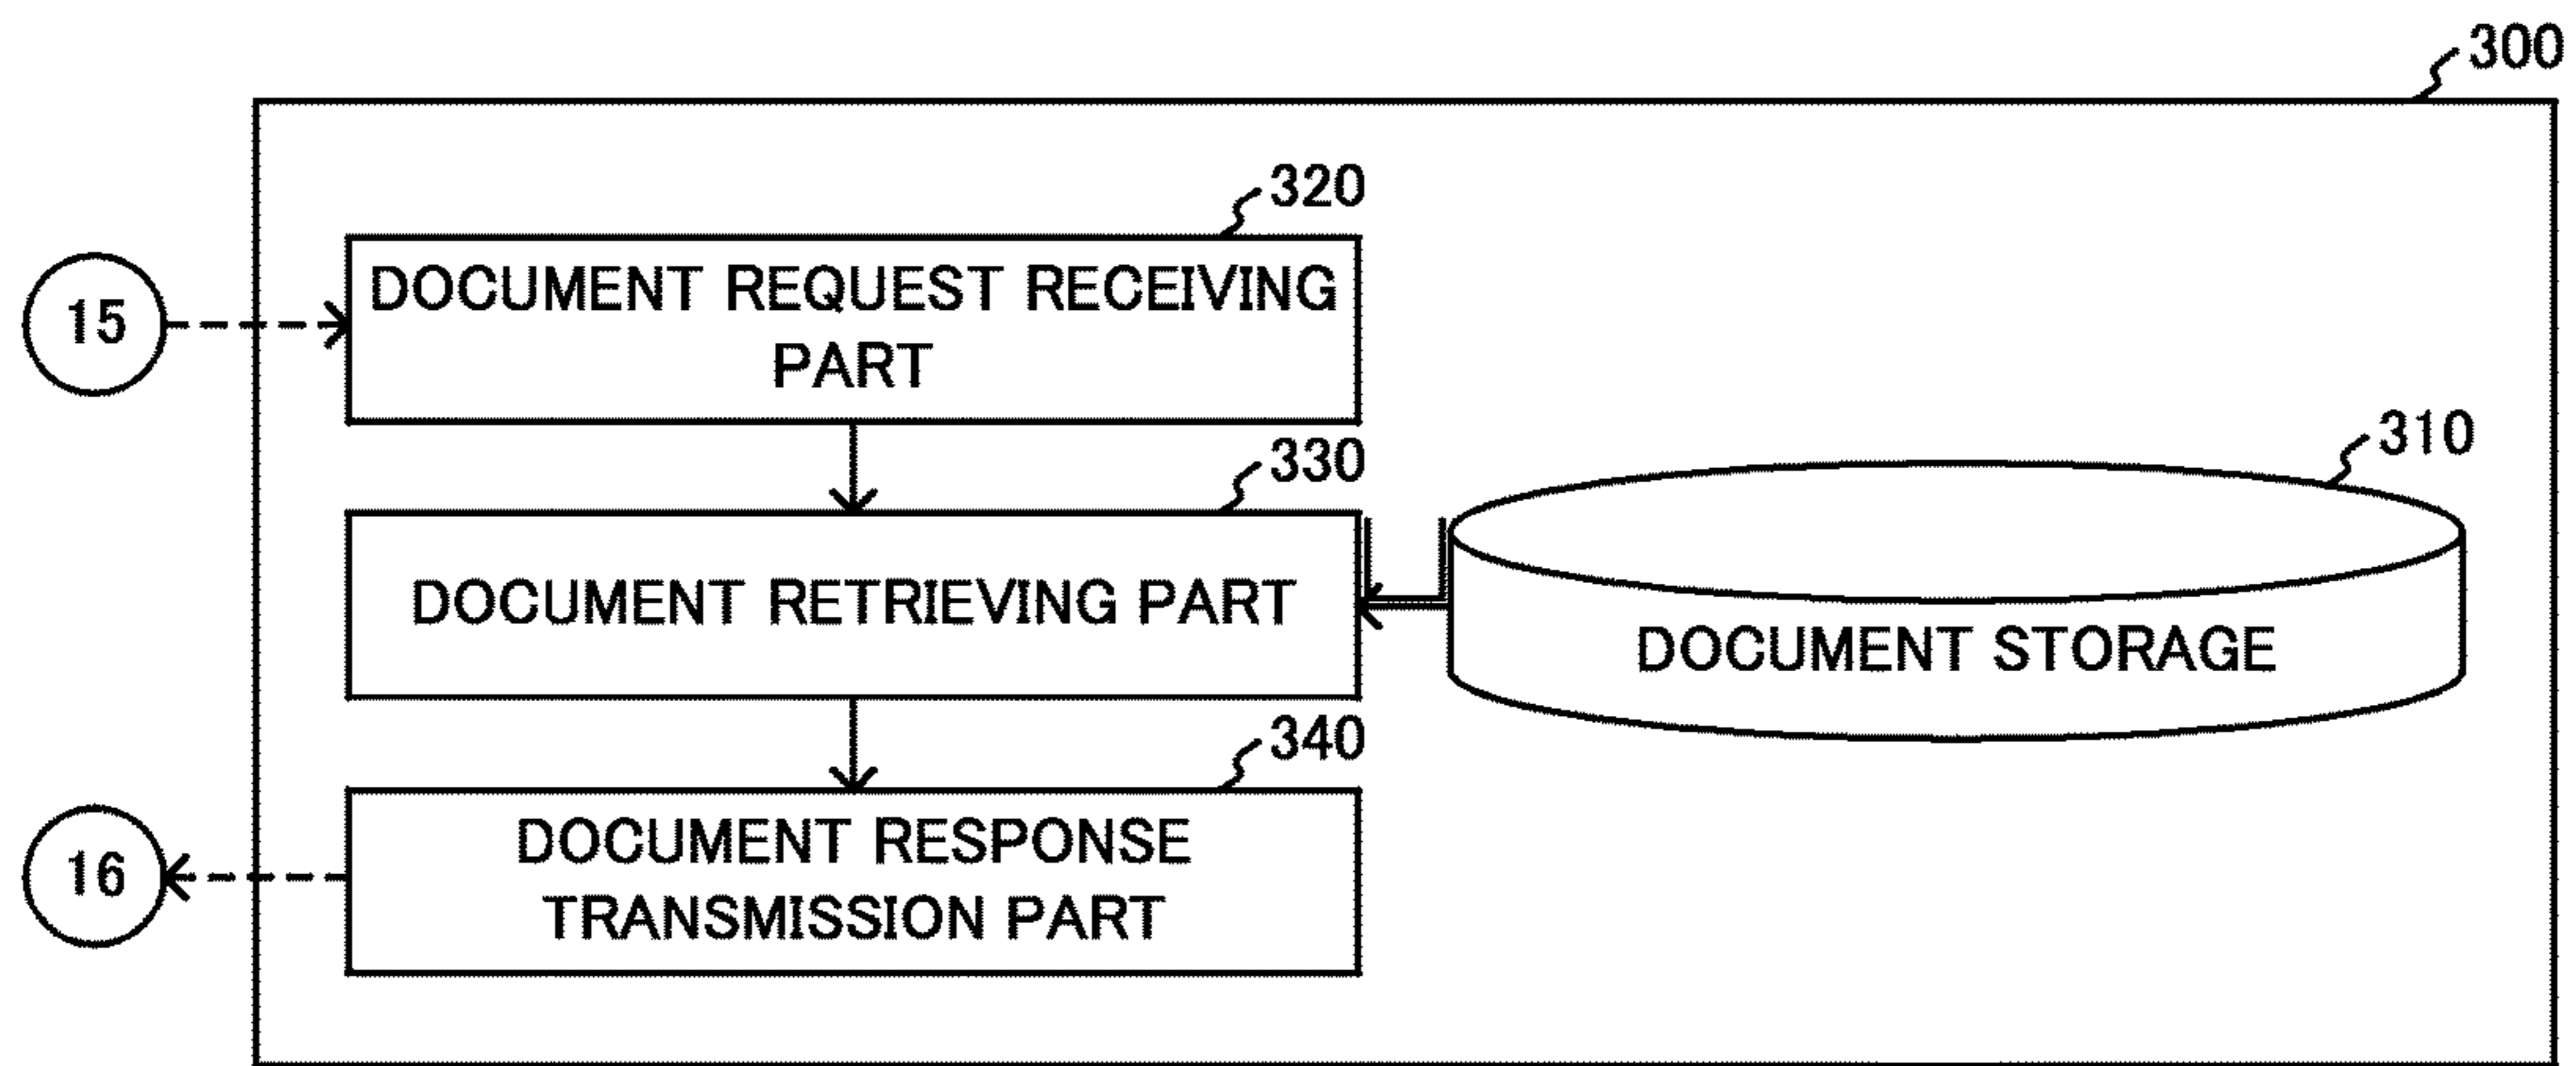 300
320
DOCUMENT REQUEST RECEIVING
PART
15
330
310
DOCUMENT RETRIEVING PART
DOCUMENT STORAGE
340
DOCUMENT RESPONSE
TRANSMISSION PART
16